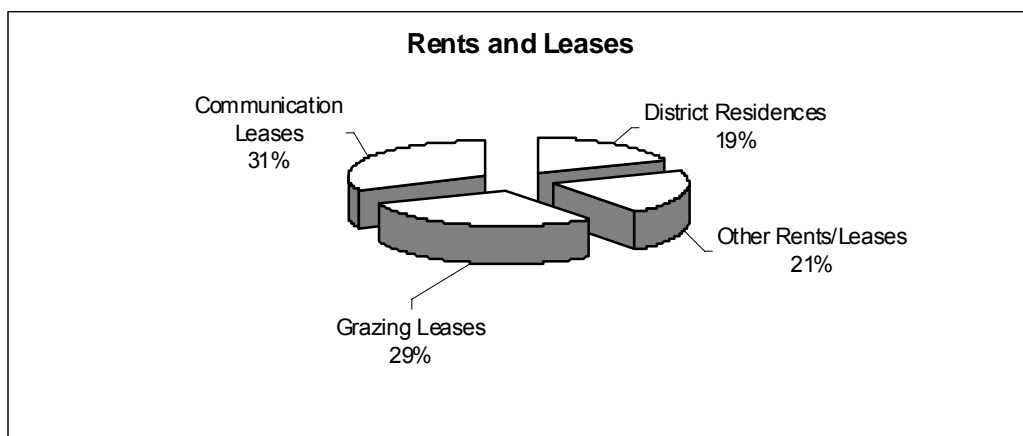 Rents and Leases
Communication
Leases
31%
District Residences
19%
Other Rents/Leases
21%
Grazing Leases
29%